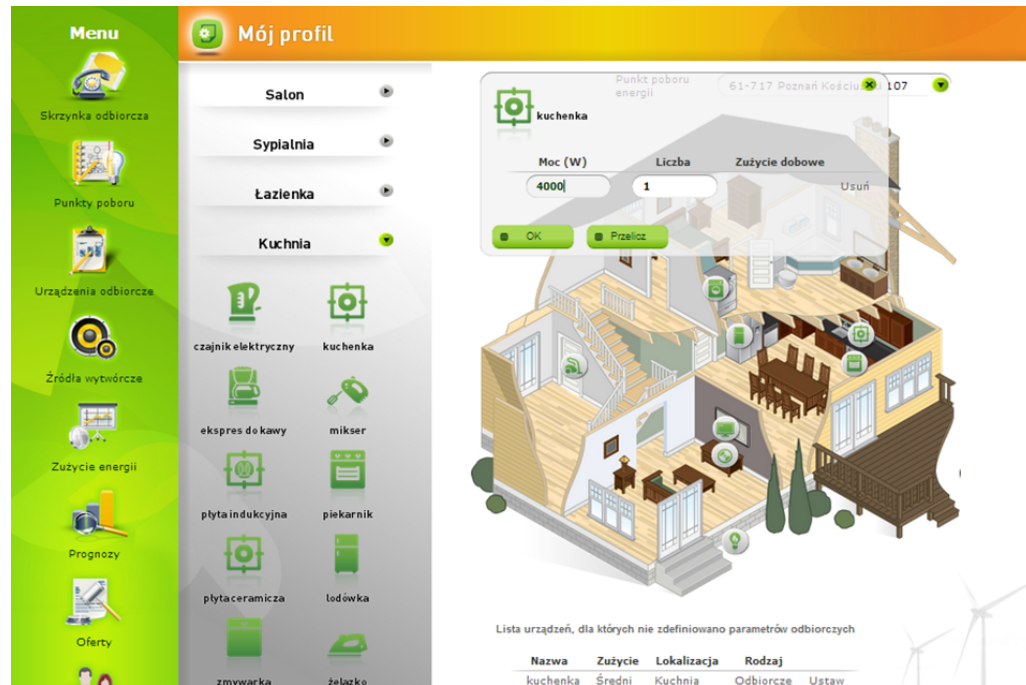 Menu
Skrzynka odbiorcza
Punkty poboru
Urządzenia odbiorcze
Źródła wytwórcze
Zużycie energii
Prognozy
Oferty
Mój profil
Salon
Sypialnia
Łazienka
Kuchnia
czajnik elektryczny kuchenka
ekspres do kawy mikser
płyta indukcyjna piekarnik
płyta ceramicza lodówka
zmywarka żelazko
Punkt poboru
energii
61-717 Poznań 107
kuchenka
Moc (W) Liczba Zużycie dobowe
4000 1 Usuń
OK Przelicz
Lista urządzeń, dla których nie zdefiniowano parametrów odbiorczych
Nazwa Zużycie Lokalizacja Rodzaj
kuchenka Średni Kuchnia Odbiorcze Ustaw